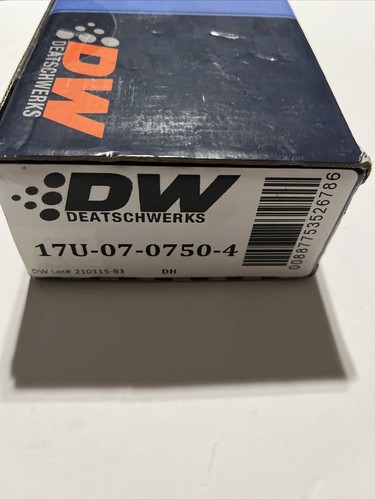 DW
DEATSCHWERKS
DW
DEATSCHWERKS
17U-07-0750-4
DW Lot# 210115-83 DH
00887753526786